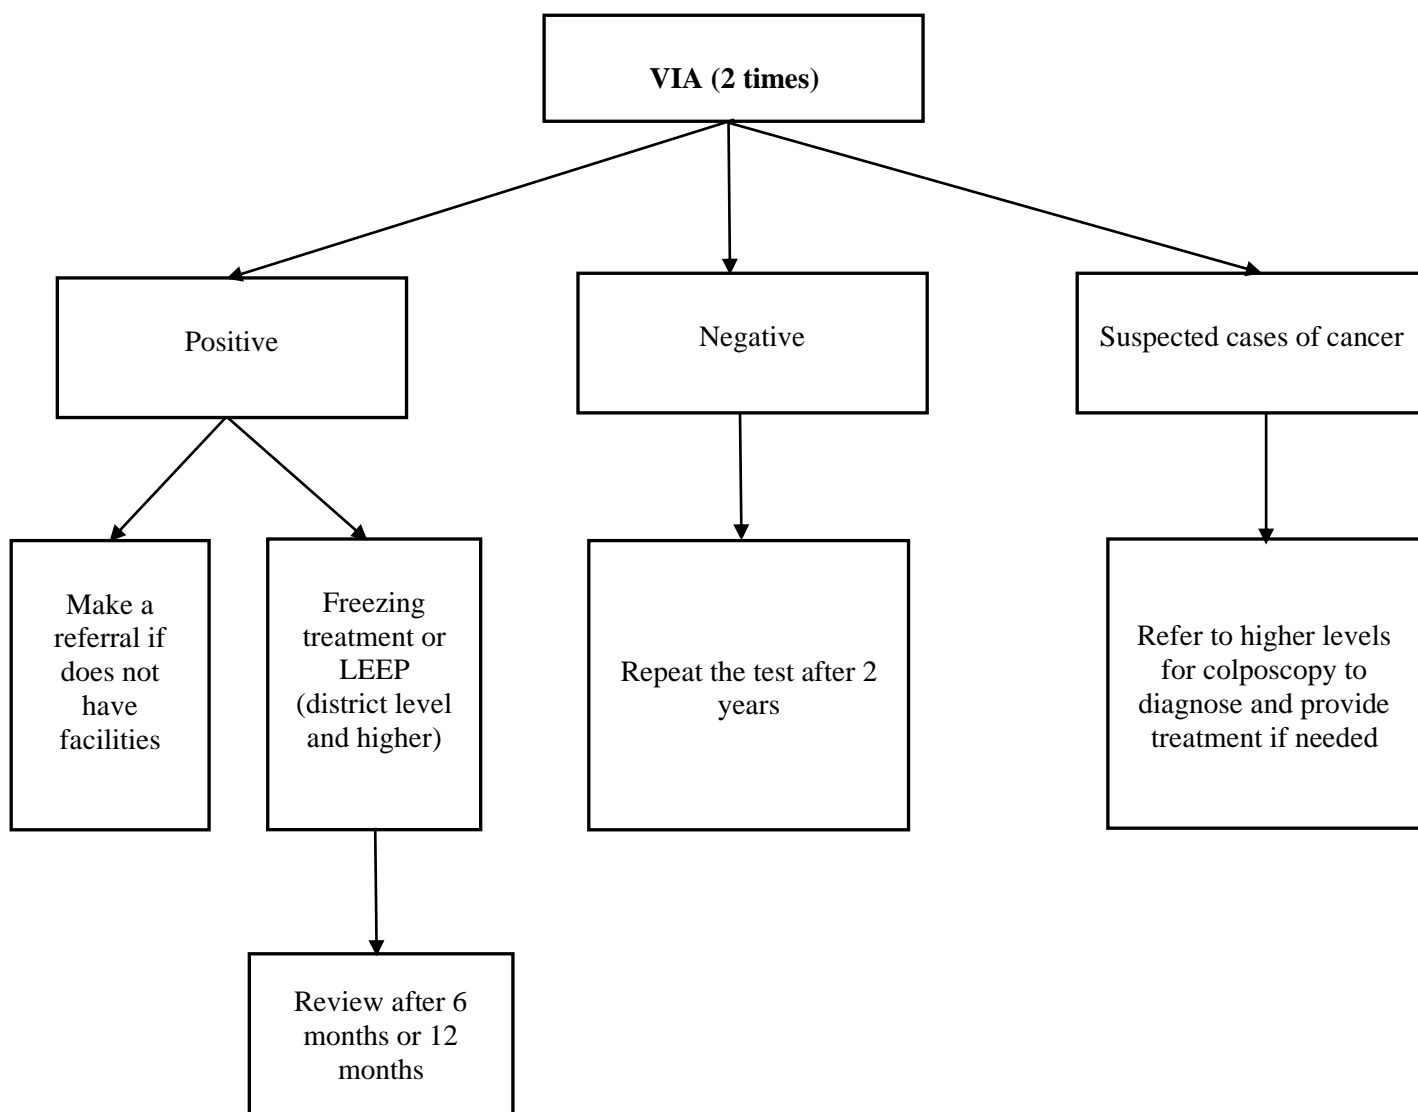 VIA (2 times)
Positive
Negative
Suspected cases of cancer
Make a
referral if
does not
have
facilities
Freezing
treatment or
LEEP
(district level
and higher)
Repeat the test after 2
years
Refer to higher levels
for colposcopy to
diagnose and provide
treatment if needed
Review after 6
months or 12
months